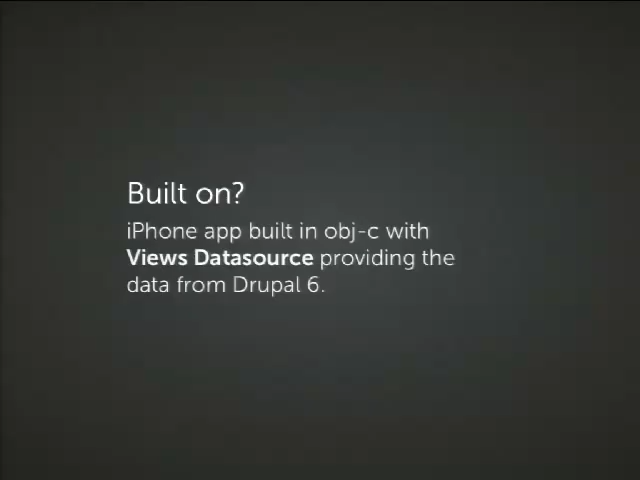 Built on?
iPhone app built in obj-c with
Views Datasource providing the
data from Drupal 6.